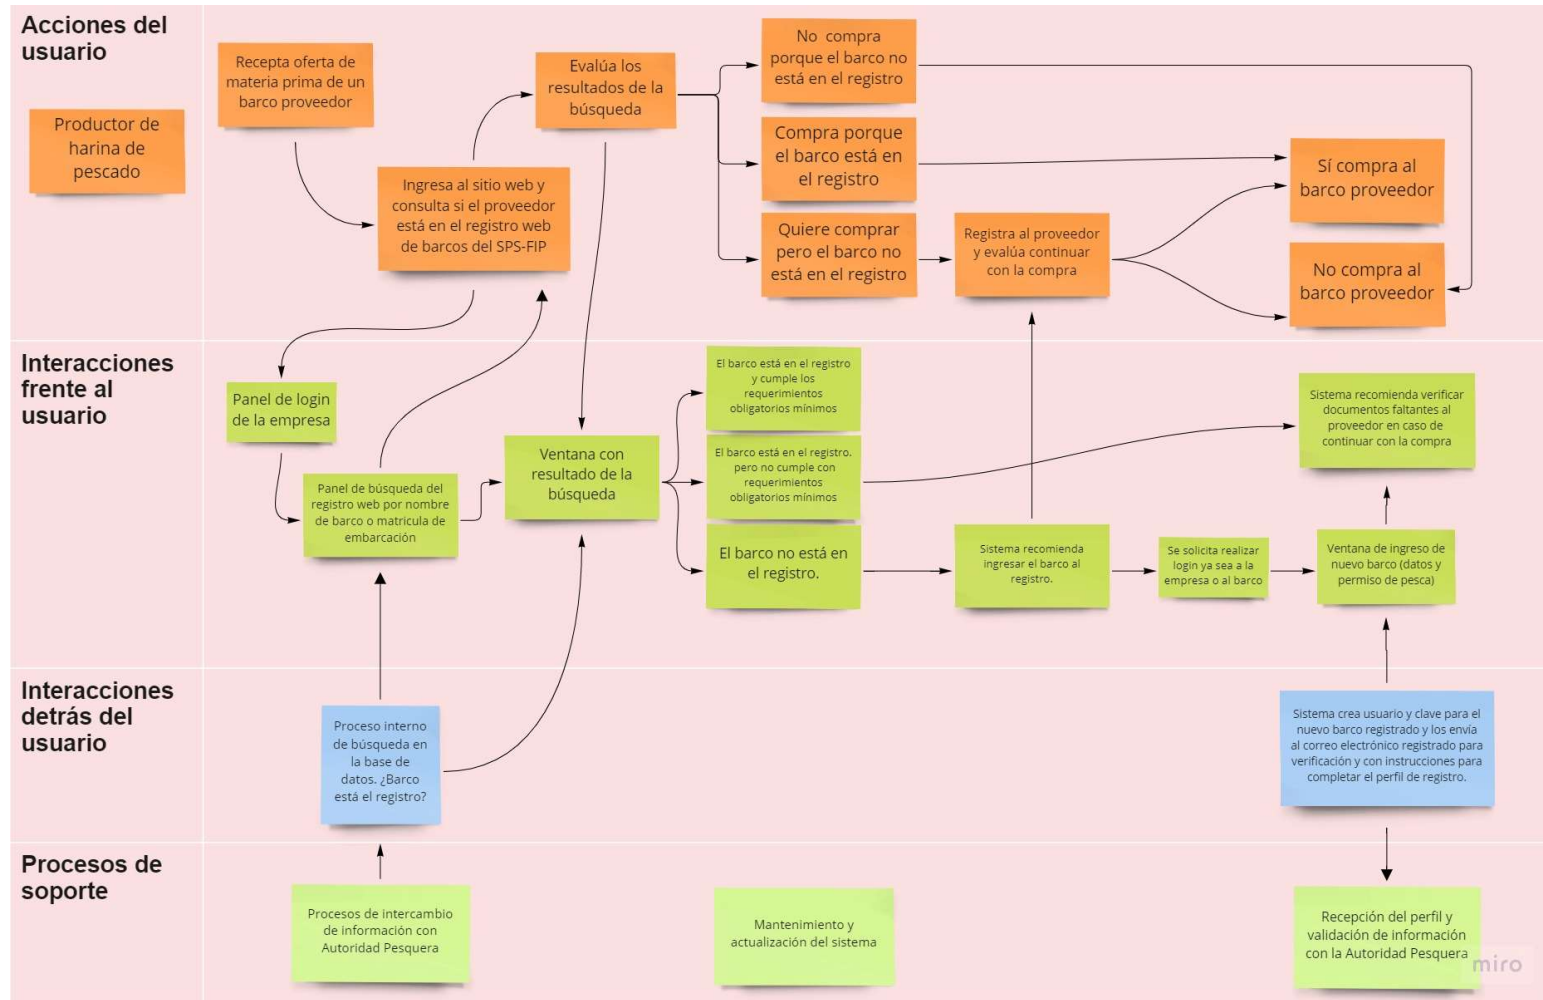 Acciones del
usuario
Productor de
harina de
pescado
Recepta oferta de
materia prima de un
barco proveedor
Ingresa al sitio web y
consulta si el proveedor
está en el registro web
de barcos del SPS-FIP
Evalúa los
resultados de la
búsqueda
No compra
porque el barco no
está en el registro
Compra porque
el barco está en
el registro
Quiere comprar
pero el barco no
está en el registro
Registra al proveedor
y evalúa continuar
con la compra
Sí compra al
barco proveedor
No compra al
barco proveedor
Interacciones
frente al
usuario
Panel de login
de la empresa
Panel de búsqueda del
registro web por nombre
de barco o matricula de
embarcación
Ventana con
resultado de la
búsqueda
El barco está en el registro
y cumple los
requerimientos
obligatorios mínimos
El barco está en el registro.
pero no cumple con
requerimientos
obligatorios mínimos
El barco no está en
el registro.
Sistema recomienda
ingresar el barco al
registro.
Se solicita realizar
login ya sea a la
empresa o al barco
Ventana de ingreso de
nuevo barco (datos y
permiso de pesca)
Sistema recomienda verificar
documentos faltantes al
proveedor en caso de
continuar con la compra
Interacciones
detrás del
usuario
Proceso interno
de búsqueda en
la base de
datos. ¿Barco
está el registro?
Sistema crea usuario y clave para el
nuevo barco registrado y los envía
al correo electrónico registrado para
verificación y con instrucciones para
completar el perfil de registro.
Procesos de
soporte
Procesos de intercambio
de información con
Autoridad Pesquera
Mantenimiento y
actualización del sistema
Recepción del perfil y
validación de información
con la Autoridad Pesquera
miro